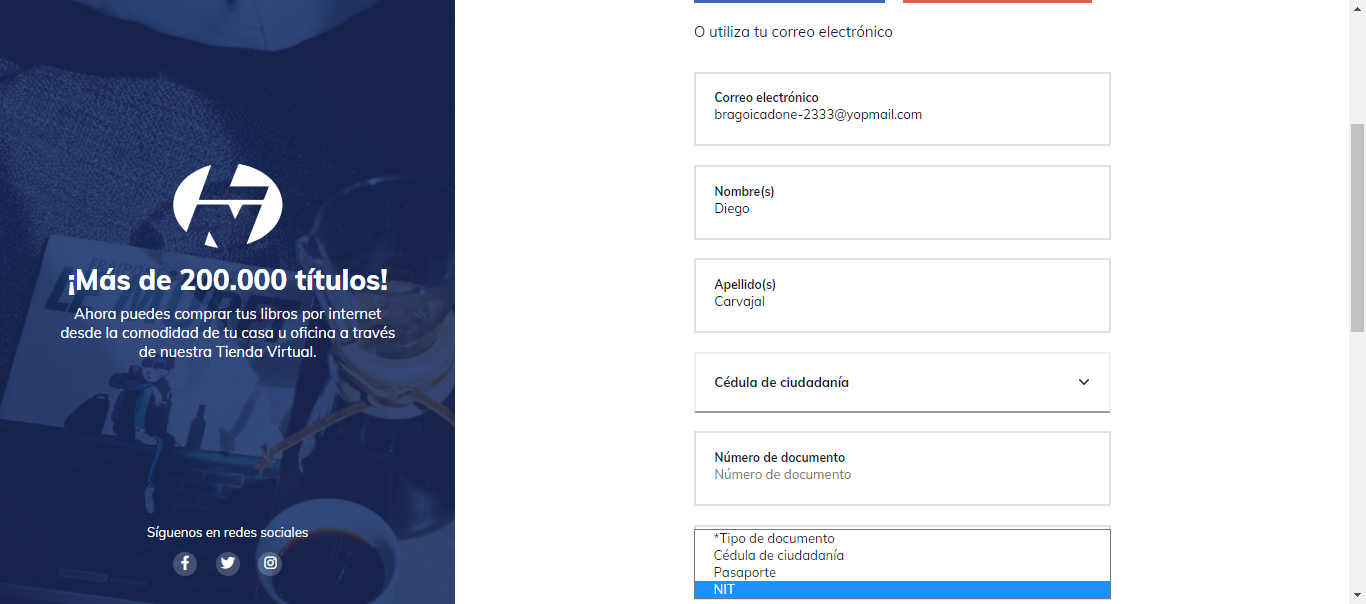 ¡Más de 200.000 títulos!
Ahora puedes comprar tus libros por internet
desde la comodidad de tu casa u oficina a través
de nuestra Tienda Virtual.
Síguenos en redes sociales
O utiliza tu correo electrónico
Correo electrónico
bragoicadone-2333@yopmail.com
Nombre(s)
Diego
Apellido(s)
Carvajal
Cédula de ciudadanía
Número de documento
Número de documento
*Tipo de documento
Cédula de ciudadanía
Pasaporte
NIT